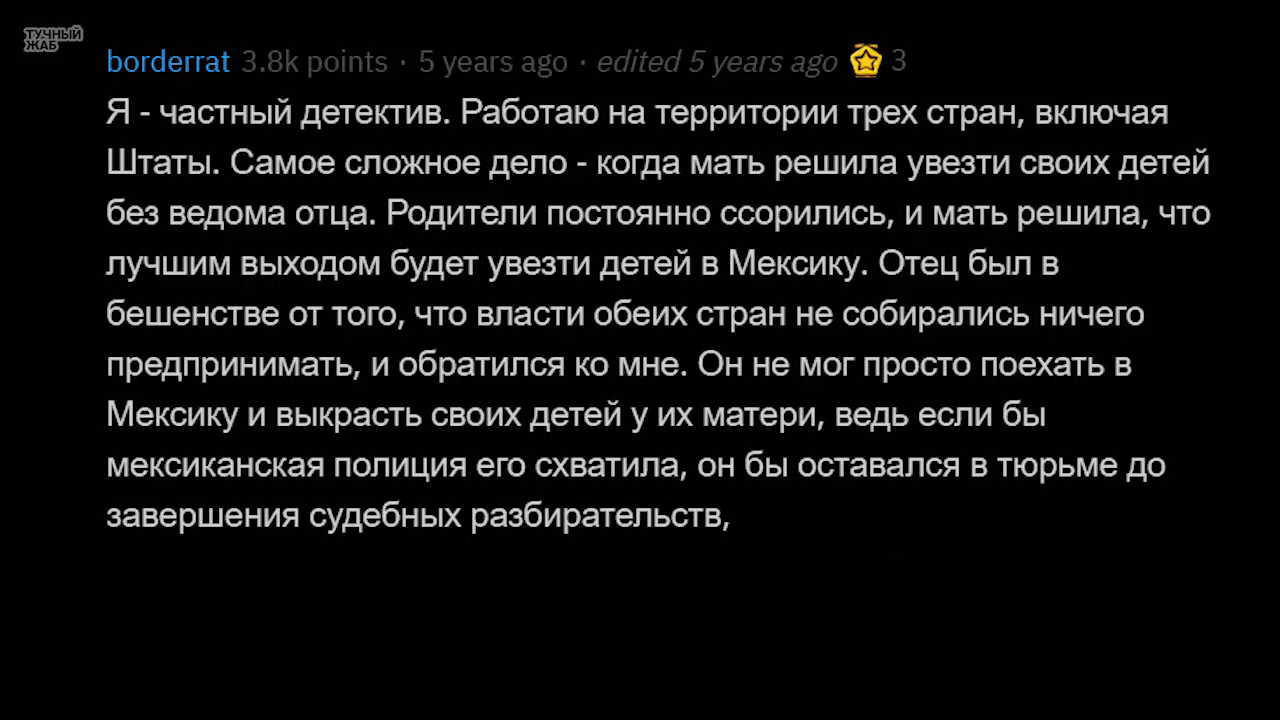 ТУЧНЫЙ
ЖАБ
borderrat 3.8k points · 5 years ago · edited 5 years ago 3
Я - частный детектив. Работаю на территории трех стран, включая
Штаты. Самое сложное дело - когда мать решила увезти своих детей
без ведома отца. Родители постоянно ссорились, и мать решила, что
лучшим выходом будет увезти детей в Мексику. Отец был в
бешенстве от того, что власти обеих стран не собирались ничего
предпринимать, и обратился ко мне. Он не мог просто поехать в
Мексику и выкрасть своих детей у их матери, ведь если бы
мексиканская полиция его схватила, он бы оставался в тюрьме до
завершения судебных разбирательств,